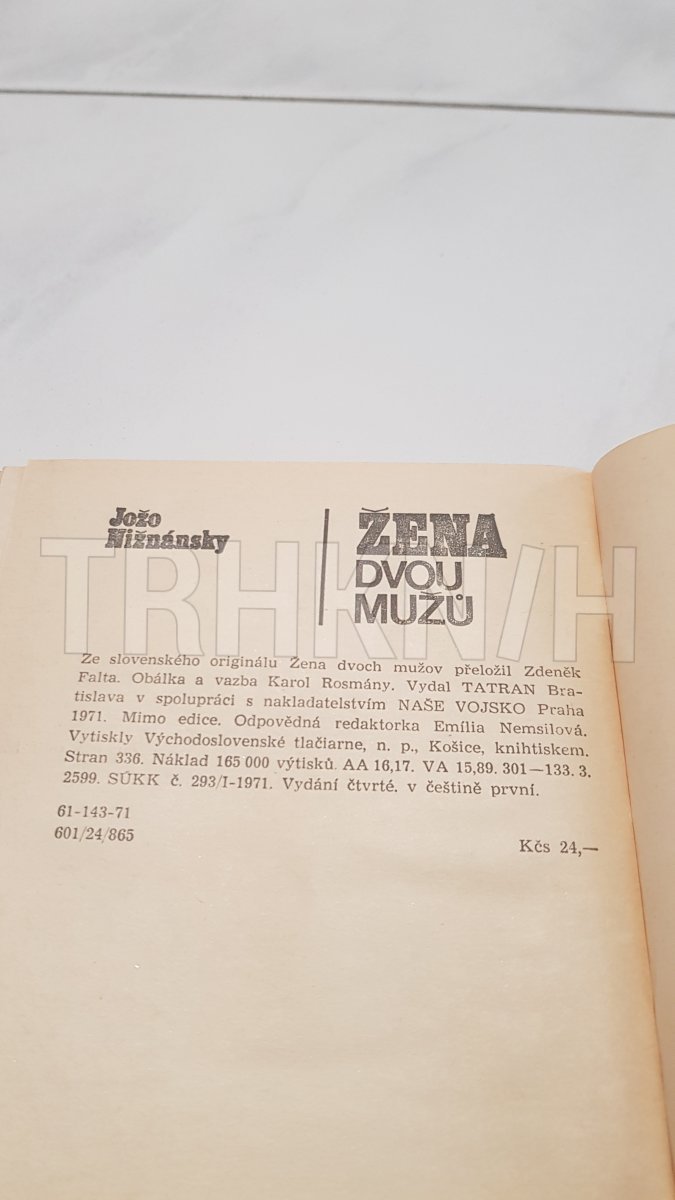 Jožo
Nižnánsky
ŽENA
DVOU
MUŽŮ
TRHKN/H
Ze slovenského originálu Žena dvoch mužov přeložil Zdeněk
Falta. Obálka a vazba Karol Rosmány. Vydal TATRAN Bra-
tislava v spolupráci s nakladatelstvím NAŠE VOJSKO Praha
1971. Mimo edice. Odpovědná redaktorka Emília Nemsilová.
Vytiskly Východoslovenské tlačiarne, n. p., Košice, knihtiskem.
Stran 336. Náklad 165 000 výtisků. AA 16,17. VA 15,89. 301—133. 3.
2599. SÚKK č. 293/I-1971. Vydání čtvrté. v češtině první.
61-143-71
601/24/865
Kčs 24,—